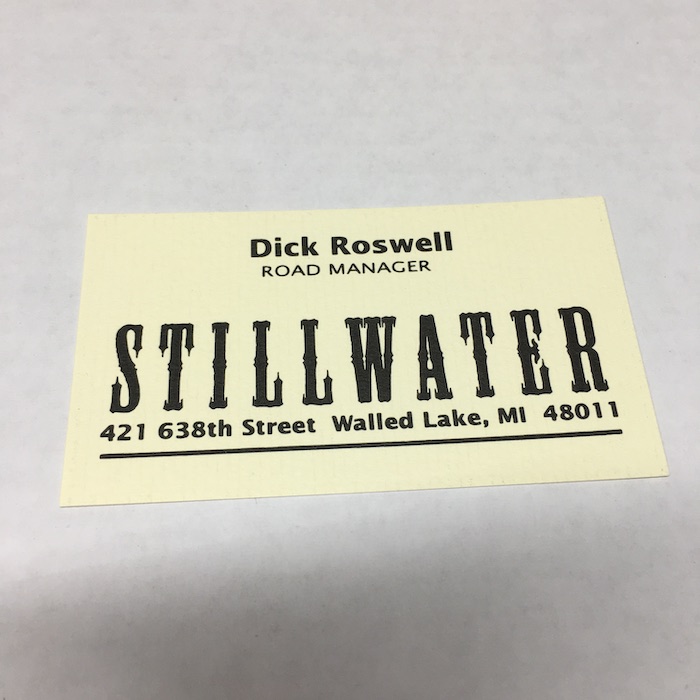 Dick Roswell
ROAD MANAGER
STILLWATER
421 638th Street Walled Lake, MI 48011